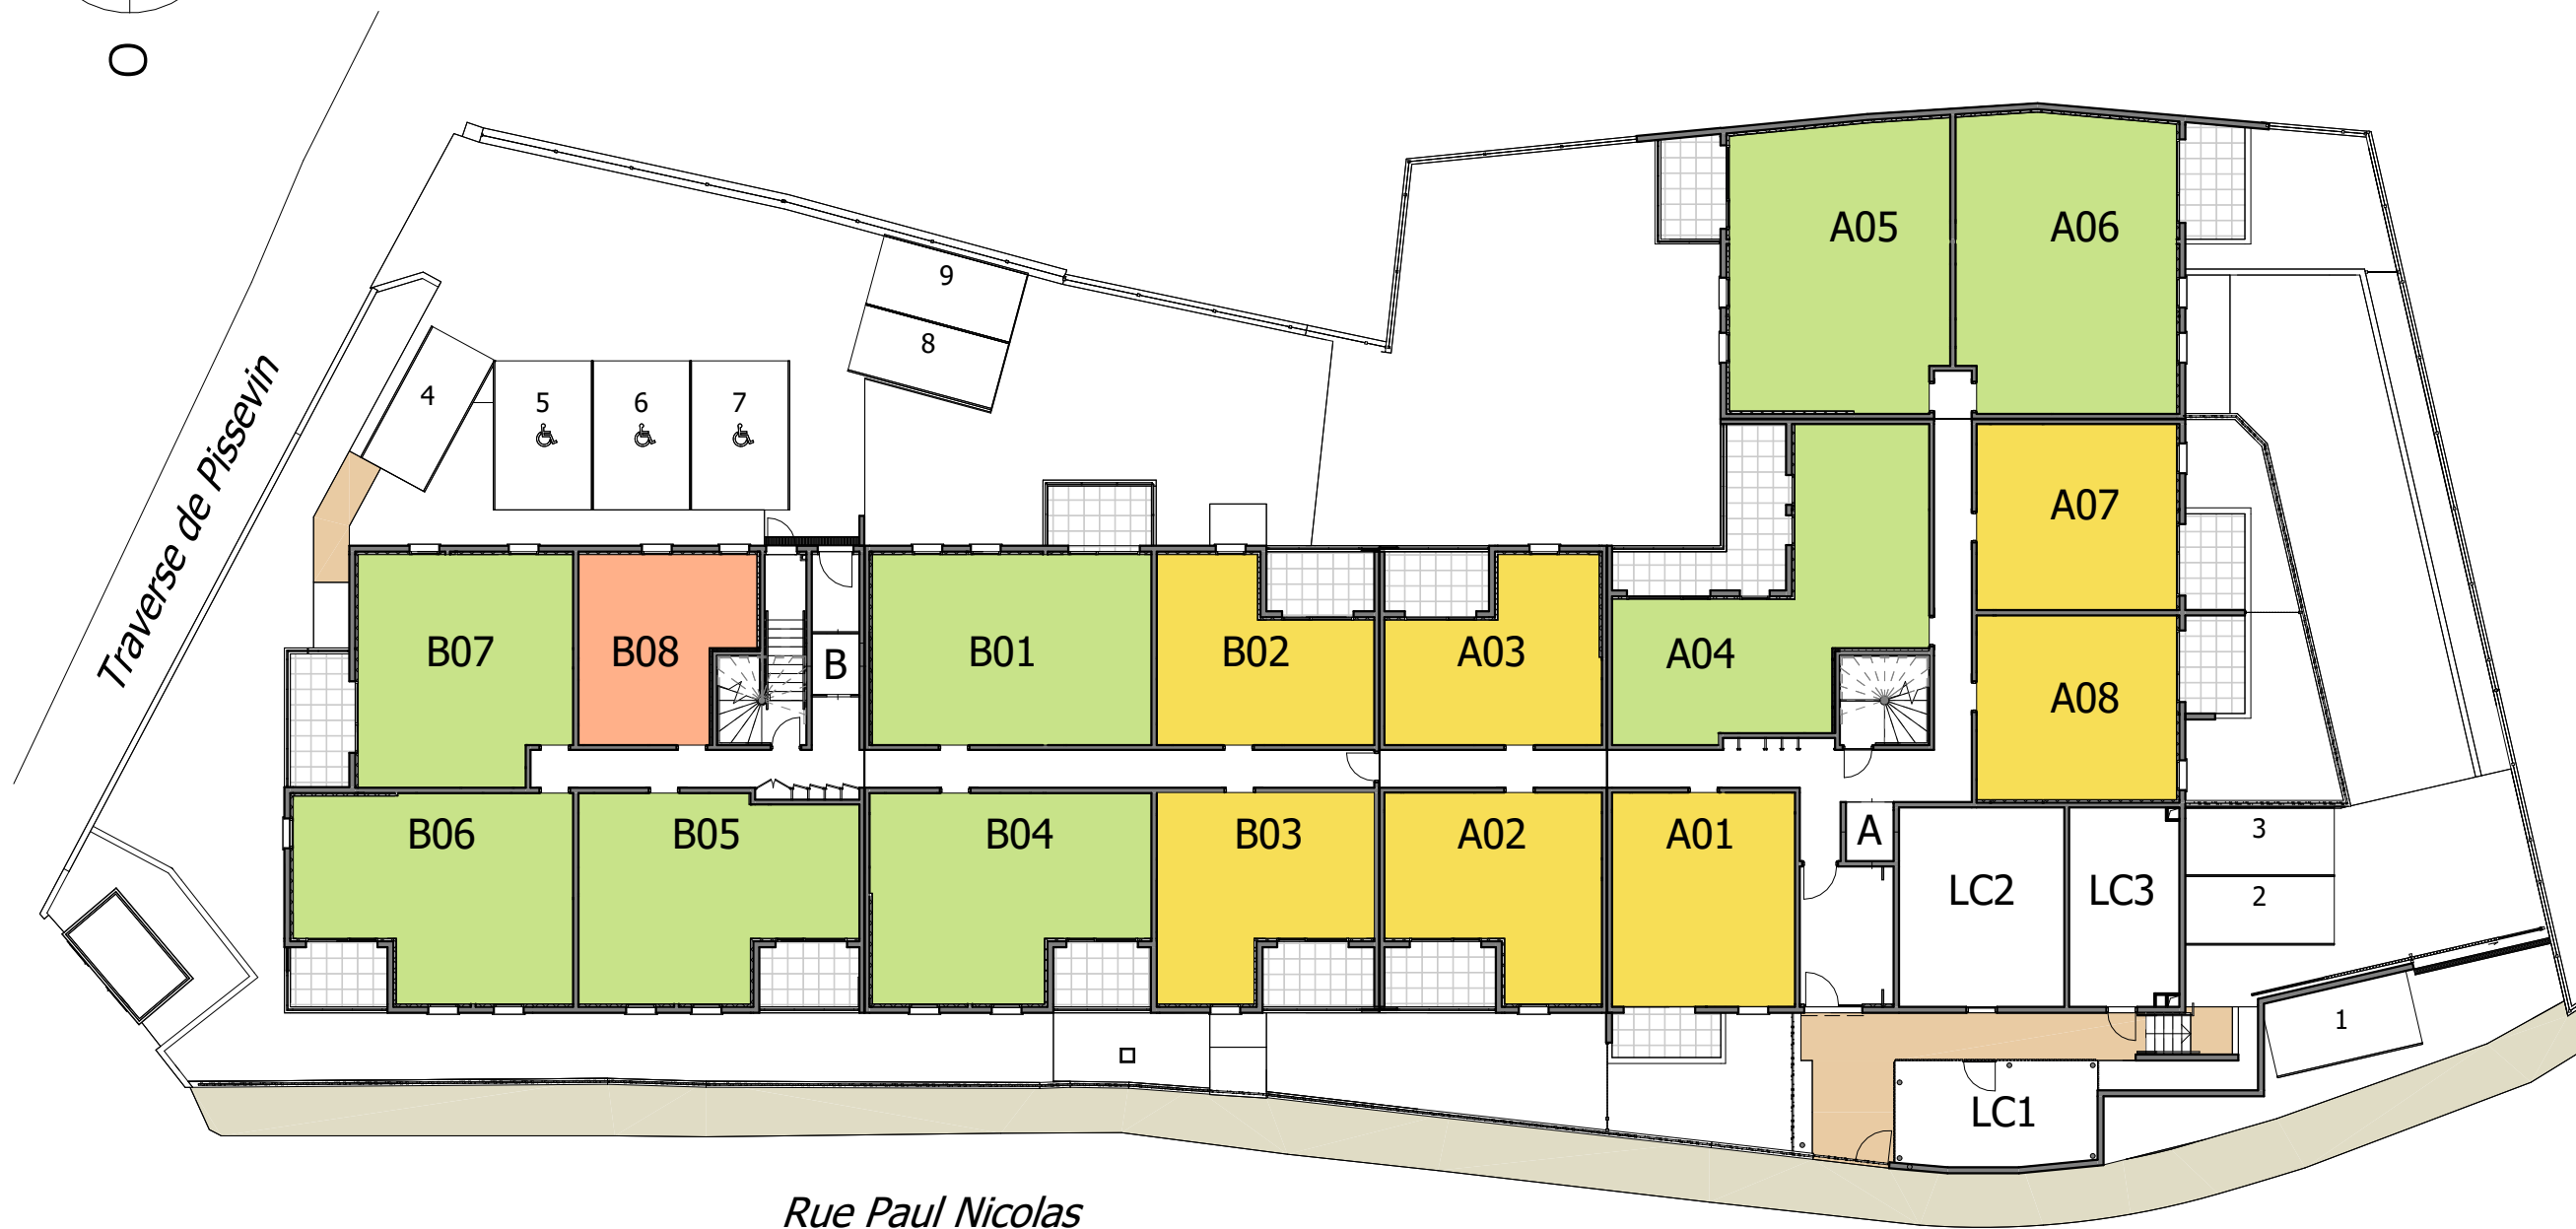 O
Traverse de Pissevin
9
8
4
5
6
7
A05
A06
A07
A08
B07
B08
B
B01
B02
A03
A04
B06
B05
B04
B03
A02
A01
A
LC2
LC3
3
2
1
LC1
Rue Paul Nicolas